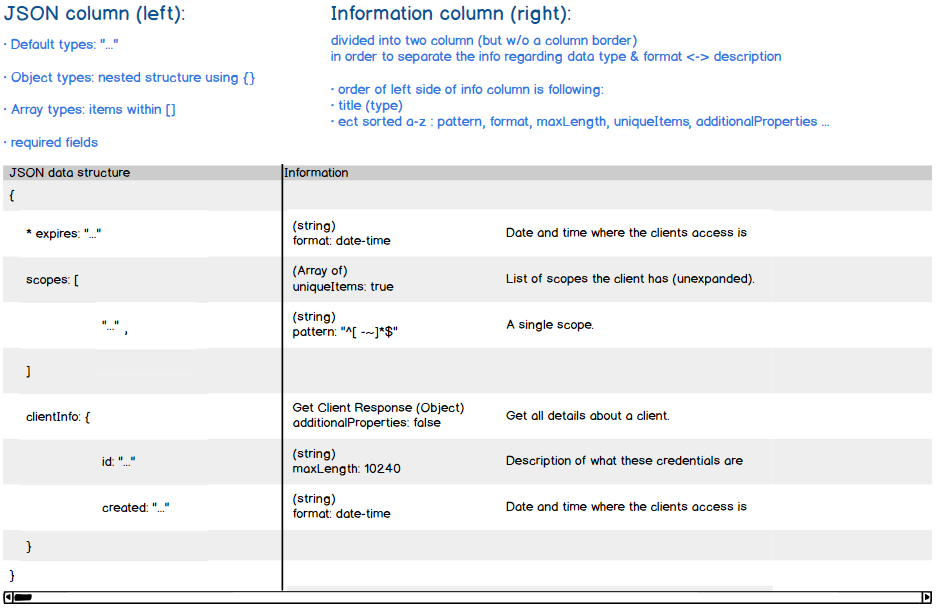 JSON column (left):
· Default types: "..."
· Object types: nested structure using {}
· Array types: items within []
· required fields
Information column (right):
divided into two column (but w/o a column border)
in order to separate the info regarding data type & format <-> description
· order of left side of info column is following:
· title (type)
· ect sorted a-z : pattern, format, maxLength, uniqueItems, additionalProperties ...
JSON data structure Information
{
* expires: "..." (string)
format: date-time Date and time where the clients access is
scopes: [ (Array of)
uniqueItems: true List of scopes the client has (unexpanded).
"..." , (string)
pattern: "^[ -~]*$" A single scope.
]
clientInfo: { Get Client Response (Object)
additionalProperties: false Get all details about a client.
id: "..." (string)
maxLength: 10240 Description of what these credentials are
created: "..." (string)
format: date-time Date and time where the clients access is
}
}